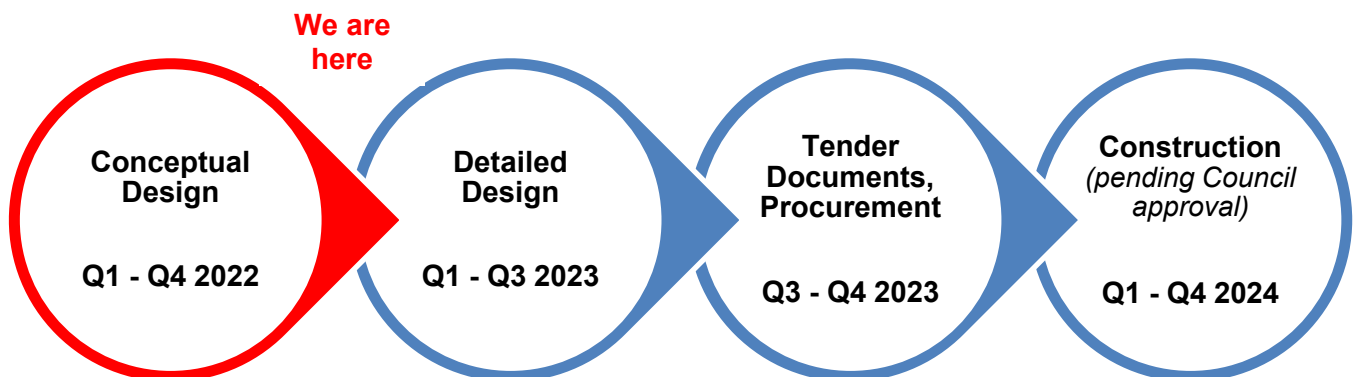 We are
here
Conceptual
Design
Q1 - Q4 2022
Detailed
Design
Q1 - Q3 2023
Tender
Documents,
Procurement
Q3 - Q4 2023
Construction
(pending Council
approval)
Q1 - Q4 2024